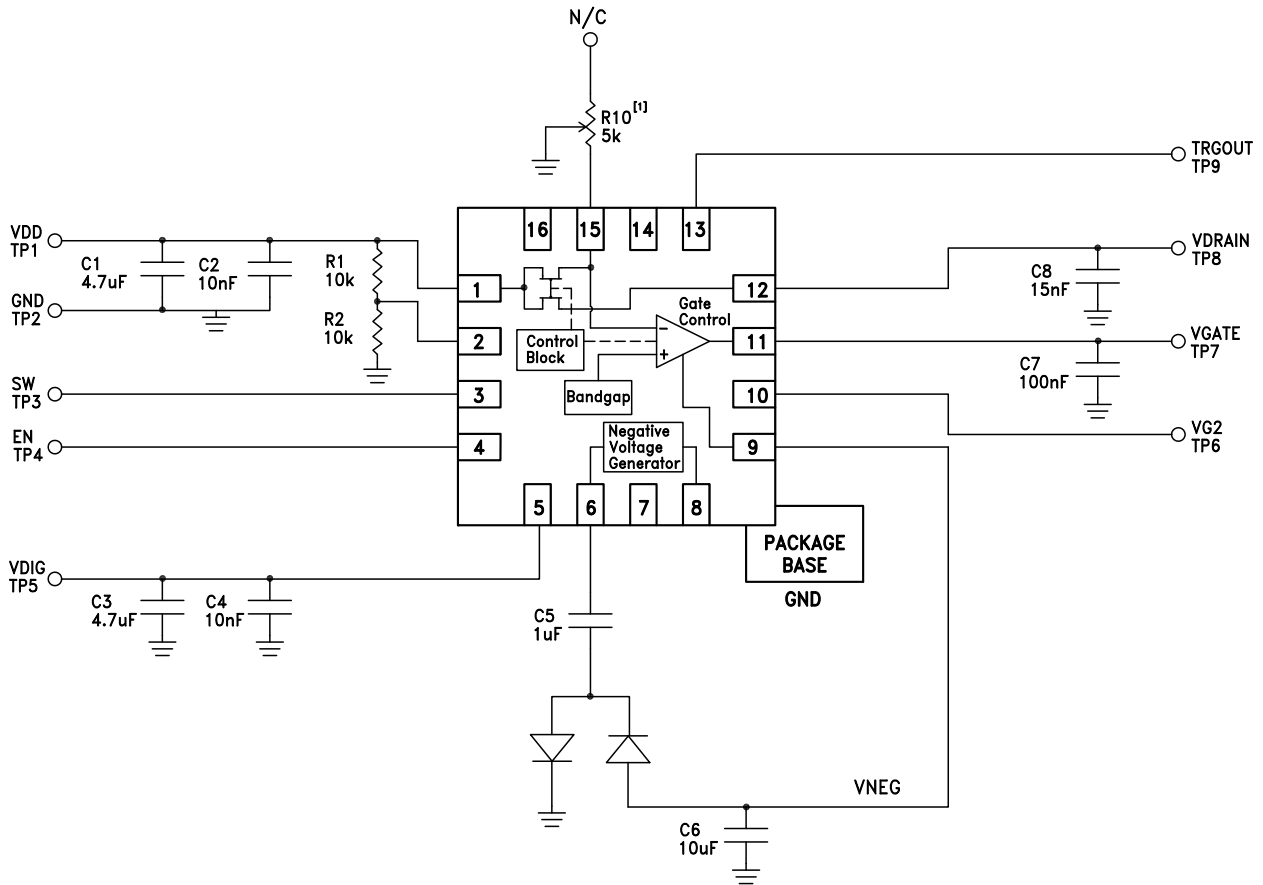 N/C
R10[1]
5k
TRGOUT
TP9
VDD
TP1
C1
4.7uF
C2
10nF
R1
10k
GND
TP2
R2
10k
SW
TP3
EN
TP4
VDIG
TP5
C3
4.7uF
C4
10nF
16
15
14
13
1
2
3
4
12
11
10
9
5
6
7
8
Gate
Control
−
+
Control
Block
Bandgap
Negative
Voltage
Generator
VDRAIN
TP8
C8
15nF
VGATE
TP7
C7
100nF
VG2
TP6
PACKAGE
BASE
GND
C5
1uF
VNEG
C6
10uF